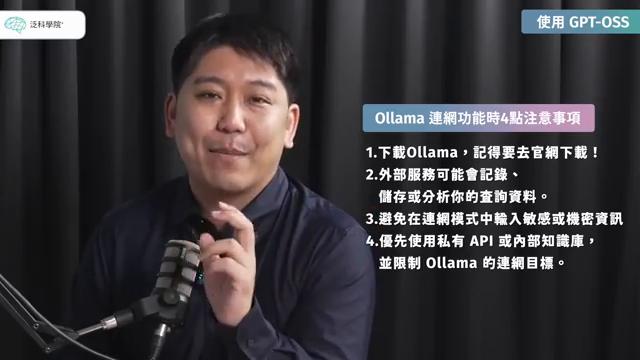 泛科學院
使用 GPT-OSS
Ollama 連網功能時4點注意事項
1.下載Ollama，記得要去官網下載！
2.外部服務可能會記錄、
儲存或分析你的查詢資料。
3.避免在連網模式中輸入敏感或機密資訊
4.優先使用私有 API 或內部知識庫，
並限制 Ollama 的連網目標。